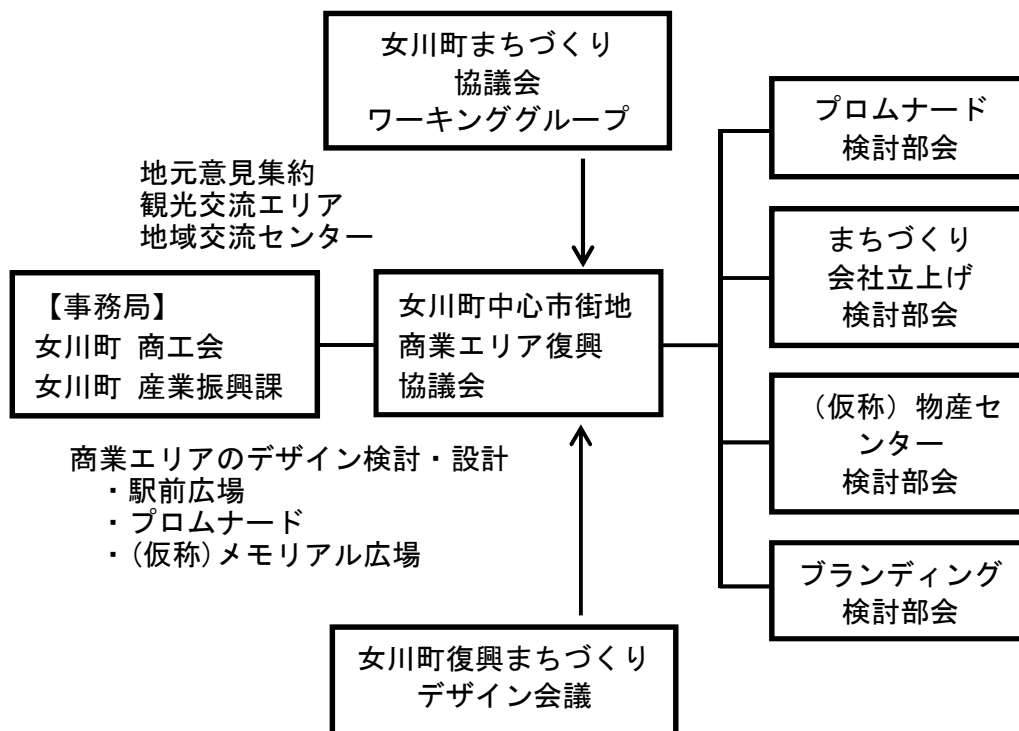 女川町まちづくり
協議会
ワーキンググループ
プロムナード
検討部会
地元意見集約
観光交流エリア
地域交流センター
まちづくり
会社立上げ
検討部会
【事務局】
女川町 商工会
女川町 産業振興課
女川町中心市街地
商業エリア復興
協議会
(仮称)物産セ
ンター
検討部会
商業エリアのデザイン検討・設計
・駅前広場
・プロムナード
・(仮称)メモリアル広場
ブランディング
検討部会
女川町復興まちづくり
デザイン会議